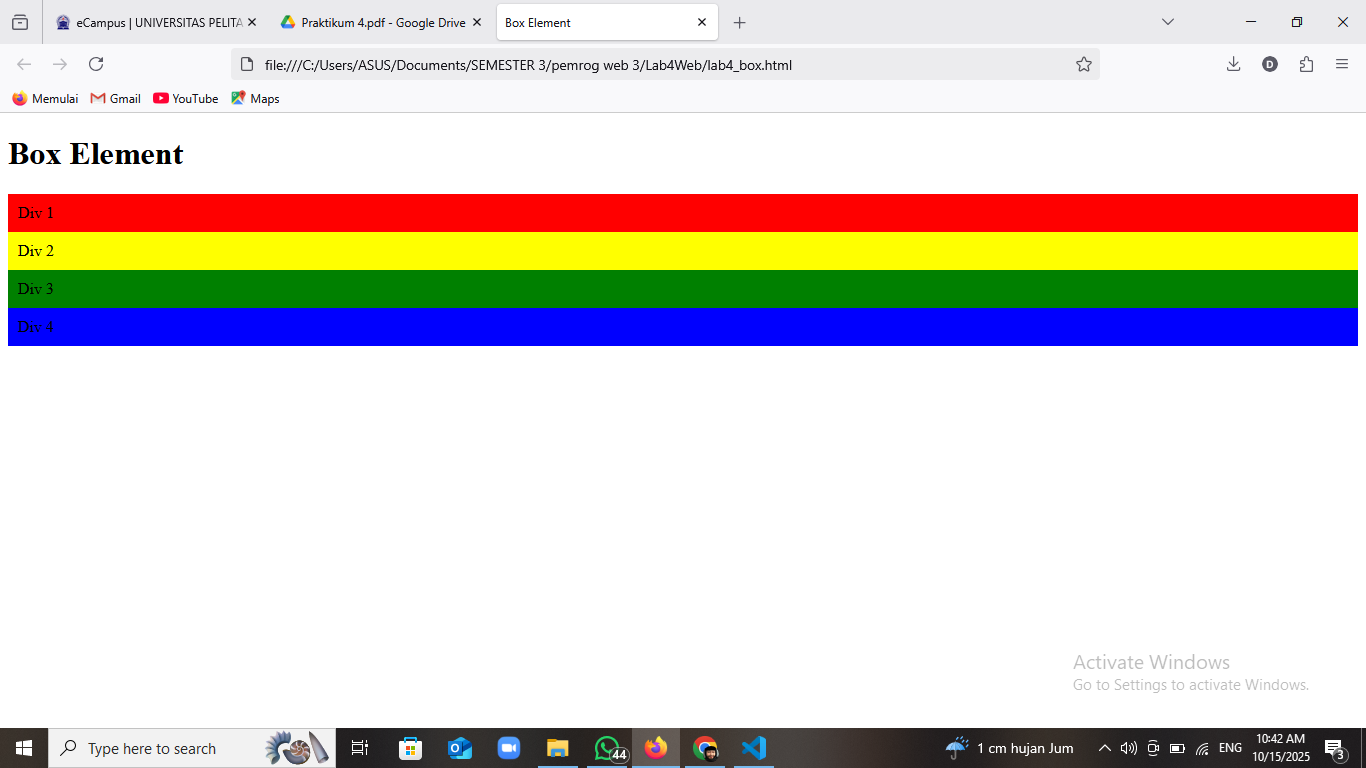 eCampus | UNIVERSITAS PELITA
Praktikum 4.pdf - Google Drive
Box Element
file:///C:/Users/ASUS/Documents/SEMESTER 3/pemrog web 3/Lab4Web/lab4_box.html
D
Memulai
Gmail
YouTube
Maps
Box Element
Div 1
Div 2
Div 3
Div 4
Activate Windows
Go to Settings to activate Windows.
Type here to search
44
1 cm hujan Jum
ENG
10:42 AM
10/15/2025
3